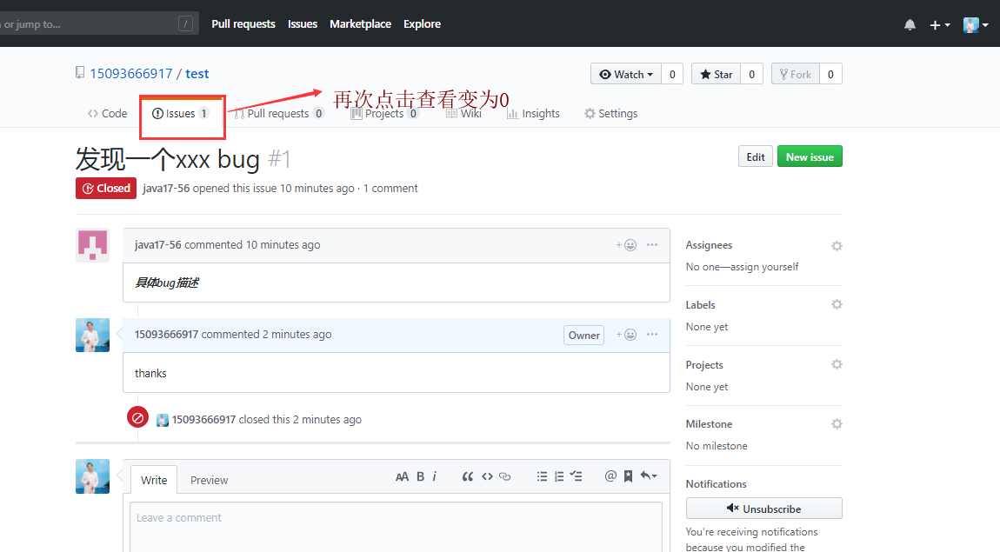 or jump to... / Pull requests Issues Marketplace Explore
15093666917 / test Watch 0 Star 0 Fork 0
再次点击查看变为0
Code Issues 1 Pull requests 0 Projects 0 Wiki Insights Settings
发现一个xxx bug #1 Edit New issue
Closed java17-56 opened this issue 10 minutes ago · 1 comment
java17-56 commented 10 minutes ago
具体bug描述
15093666917 commented 2 minutes ago Owner
thanks
15093666917 closed this 2 minutes ago
Write Preview AA B i
Leave a comment
Assignees
No one—assign yourself
Labels
None yet
Projects
None yet
Milestone
No milestone
Notifications
Unsubscribe
You're receiving notifications
because you modified the